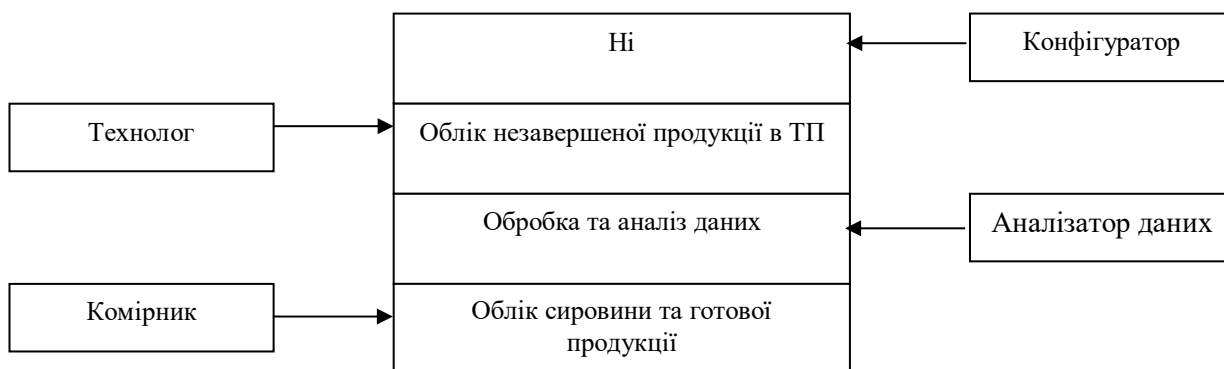 Ні
Конфігуратор
Технолог
Облік незавершеної продукції в ТП
Обробка та аналіз даних
Аналізатор даних
Комірник
Облік сировини та готової
продукції